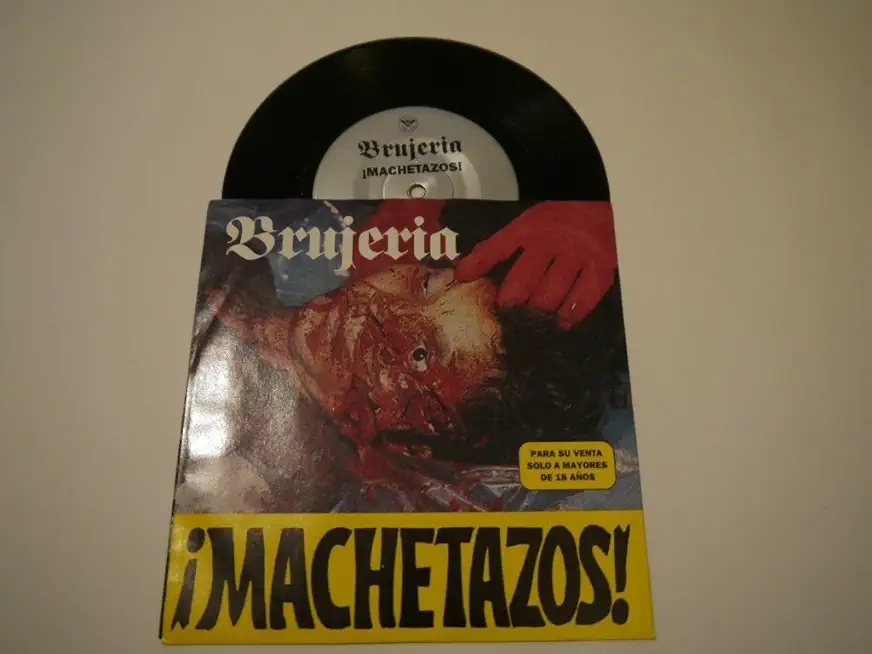 Brujeria
¡MACHETAZOS!
Brujeria
PARA SU VENTA
SOLO A MAYORES
DE 18 AÑOS
¡MACHETAZOS!